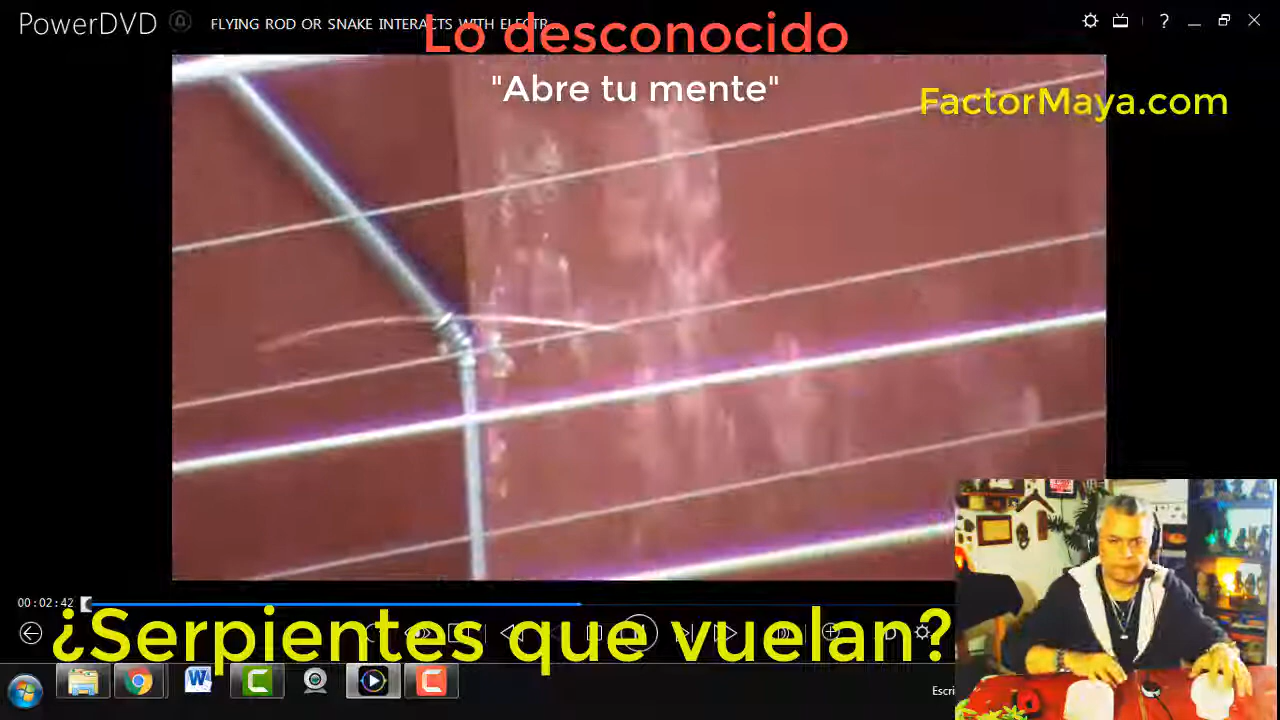 PowerDVD
FLYING ROD OR SNAKE INTERACTS WITH ELECTR
Lo desconocido
"Abre tu mente"
FactorMaya.com
00:02:42
¿Serpientes que vuelan?
Escri